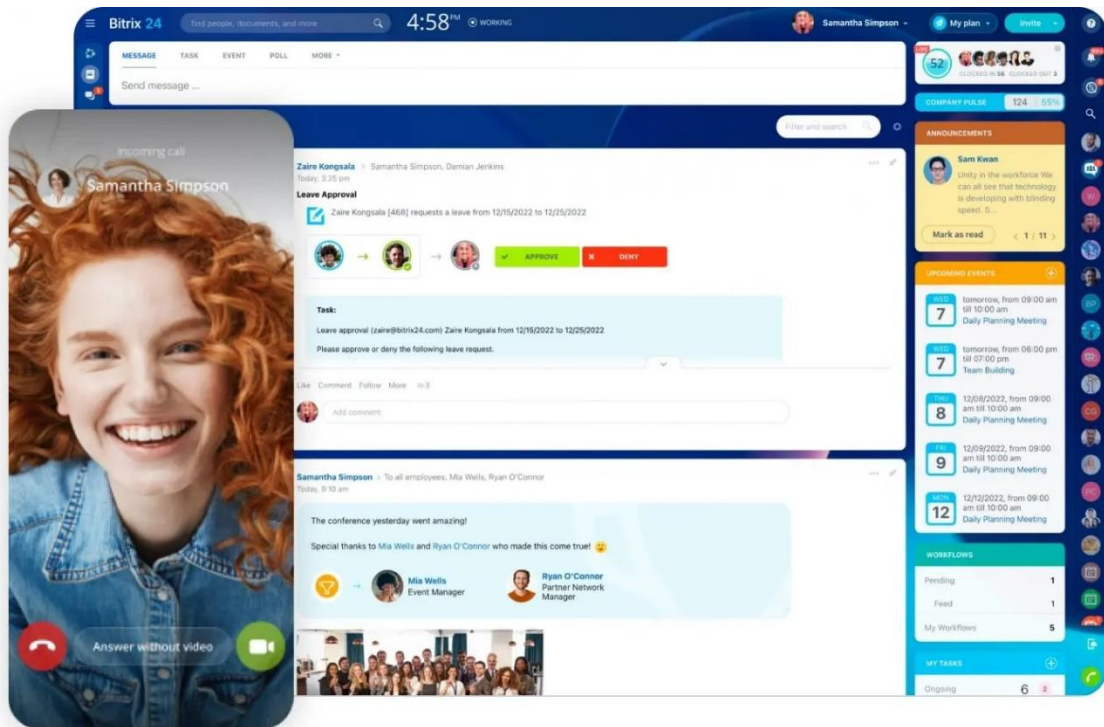 Bitrix 24
find people, documents, and more
4:58 PM
WORKING
Samantha Simpson
My plan
Invite
MESSAGE TASK EVENT POLL MORE
Send message ...
Filter and search
incoming call
Samantha Simpson
Answer without video
Zaire Kongsala > Samantha Simpson, Damian Jenkins
Today, 3:25 pm
Leave Approval
Zaire Kongsala [468] requests a leave from 12/15/2022 to 12/25/2022
APPROVE
DENY
Task:
Leave approval (zaire@bitrix24.com) Zaire Kongsala from 12/15/2022 to 12/25/2022
Please approve or deny the following leave request.
Like Comment Follow More 3
Add comment
Samantha Simpson > To all employees, Mia Wells, Ryan O'Connor
Today, 9:10 am
The conference yesterday went amazing!
Special thanks to Mia Wells and Ryan O'Connor who made this come true!
Mia Wells
Event Manager
Ryan O'Connor
Partner Network
Manager
LIVE
52
CLOCKED IN 16 CLOCKED OUT 3
COMPANY PULSE 124 55%
ANNOUNCEMENTS
Sam Kwan
Unity in the workforce We
can all see that technology
is developing with blinding
speed. S...
Mark as read
< 1 / 11 >
UPCOMING EVENTS
WED
7
tomorrow, from 09:00 am
till 10:00 am
Daily Planning Meeting
WED
7
tomorrow, from 06:00 pm
till 07:00 pm
Team Building
THU
8
12/08/2022, from 09:00
am till 10:00 am
Daily Planning Meeting
FRI
9
12/09/2022, from 09:00
am till 10:00 am
Daily Planning Meeting
MON
12
12/12/2022, from 09:00
am till 10:00 am
Daily Planning Meeting
WORKFLOWS
Pending 1
Feed 1
My Workflows 5
MY TASKS
Ongoing 6 2
W
BP
CG
PC